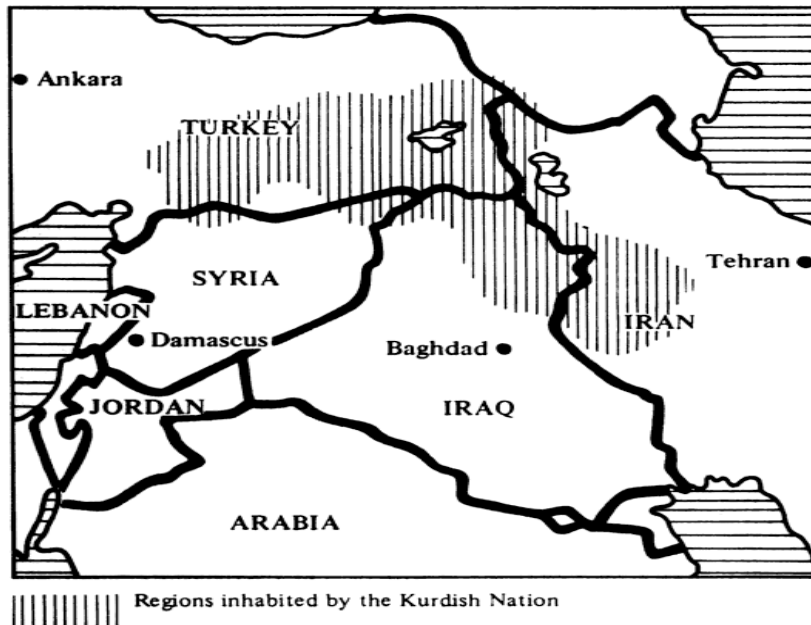 Ankara
TURKEY
Tehran
SYRIA
LEBANON
IRAN
Damascus
Baghdad
JORDAN
IRAQ
ARABIA
Regions inhabited by the Kurdish Nation